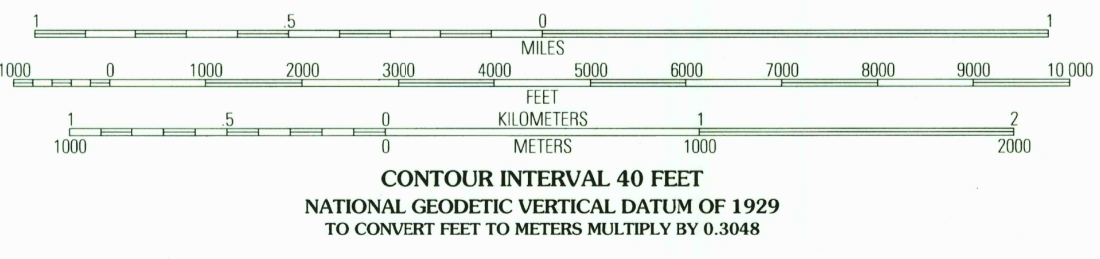 1 .5 0 1
MILES
1000 0 1000 2000 3000 4000 5000 6000 7000 8000 9000 10 000
FEET
1 .5 0 KILOMETERS 1 2
1000 0 METERS 1000 2000
CONTOUR INTERVAL 40 FEET
NATIONAL GEODETIC VERTICAL DATUM OF 1929
TO CONVERT FEET TO METERS MULTIPLY BY 0.3048